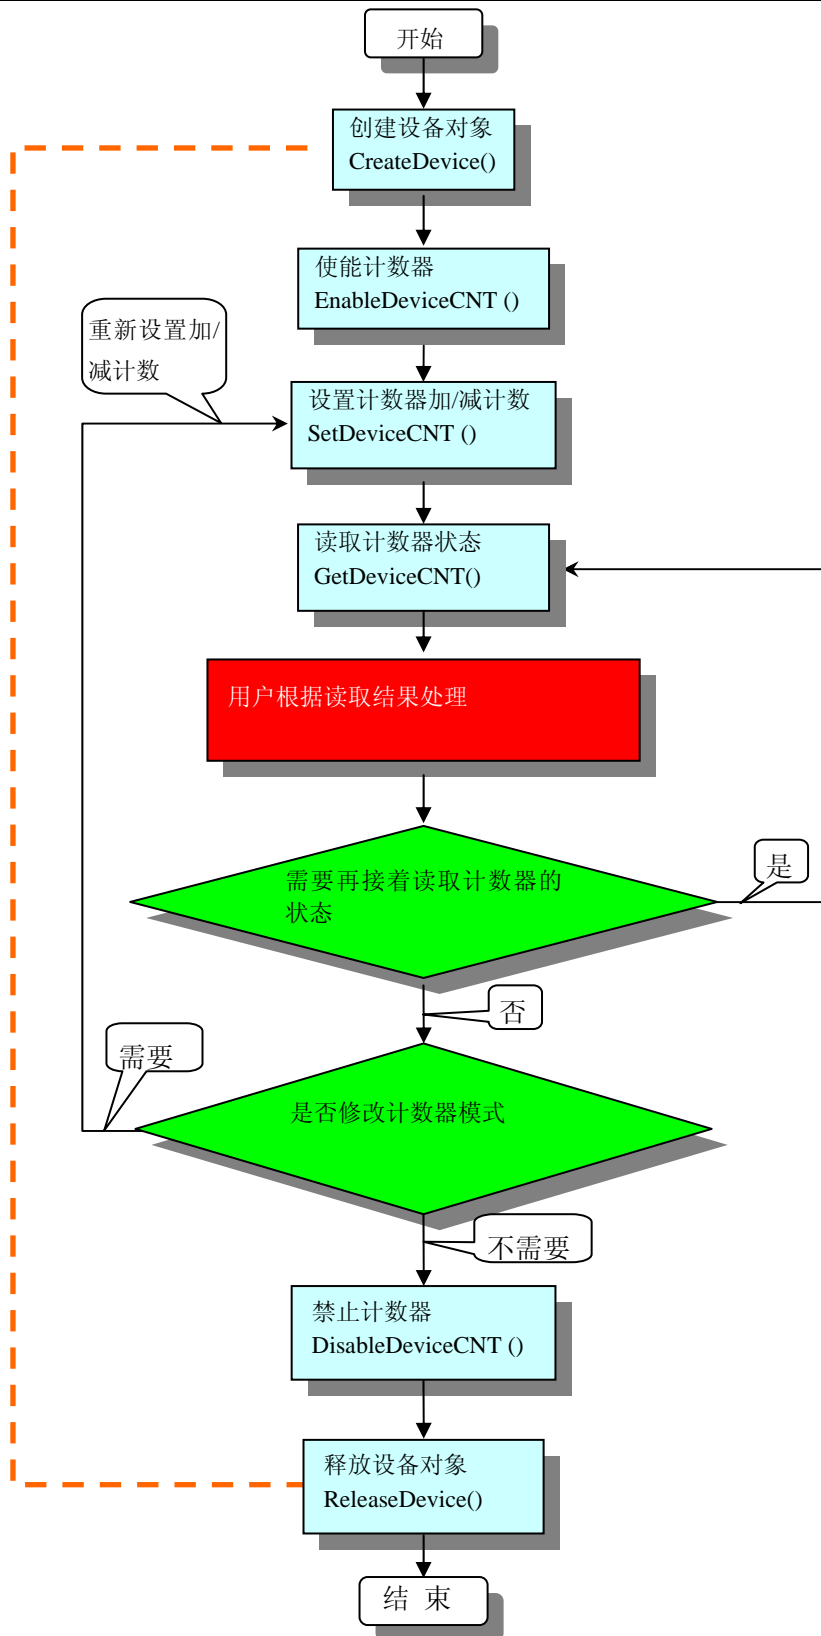 开始
创建设备对象
CreateDevice()
使能计数器
EnableDeviceCNT ()
重新设置加/
减计数
设置计数器加/减计数
SetDeviceCNT ()
读取计数器状态
GetDeviceCNT()
用户根据读取结果处理
需要再接着读取计数器的
状态
是
否
需要
是否修改计数器模式
不需要
禁止计数器
DisableDeviceCNT ()
释放设备对象
ReleaseDevice()
结 束